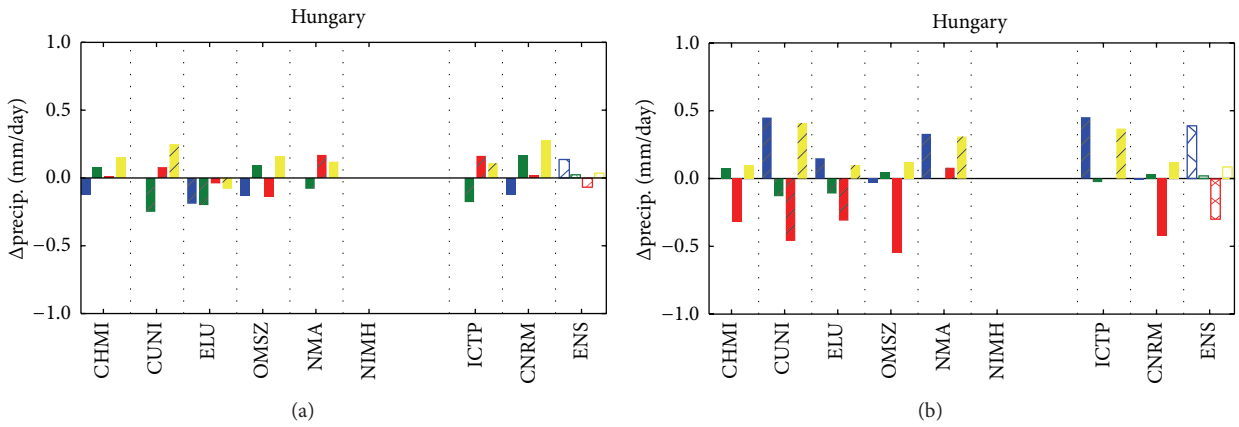 Hungary
1.0
0.5
0.0
−0.5
−1.0
Δprecip. (mm/day)
CHMI
CUNI
ELU
OMSZ
NMA
NIMH
ICTP
CNRM
ENS
(a)
Hungary
1.0
0.5
0.0
−0.5
−1.0
Δprecip. (mm/day)
CHMI
CUNI
ELU
OMSZ
NMA
NIMH
ICTP
CNRM
ENS
(b)